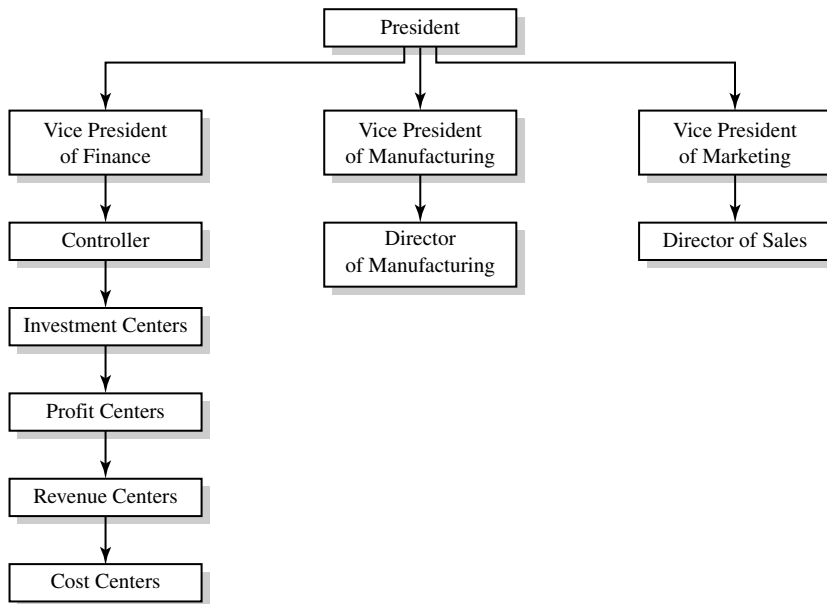 President
Vice President
of Finance
Vice President
of Manufacturing
Vice President
of Marketing
Controller
Director
of Manufacturing
Director of Sales
Investment Centers
Profit Centers
Revenue Centers
Cost Centers